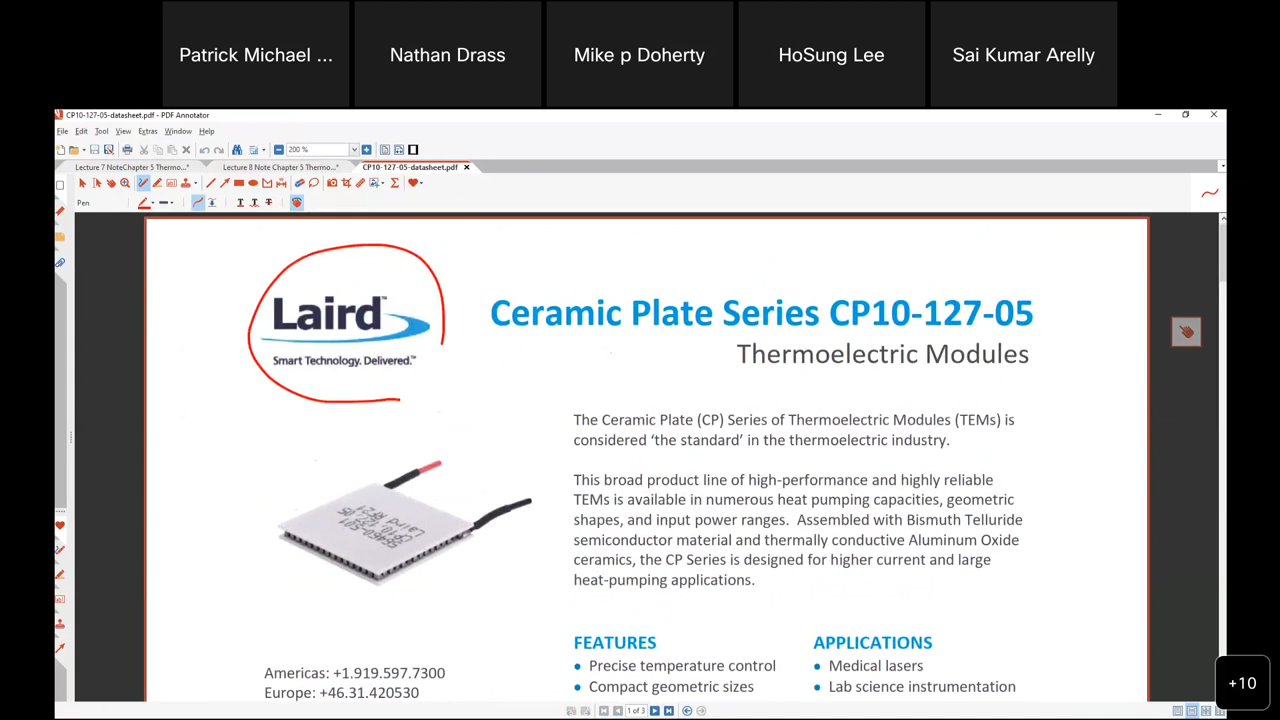 Patrick Michael ...
Nathan Drass
Mike p Doherty
HoSung Lee
Sai Kumar Arelly
CP10-127-05-datasheet.pdf - PDF Annotator
File Edit Tool View Extras Window Help
200 %
Lecture 7 NoteChapter 5 Thermo...*
Lecture 8 Note Chapter 5 Thermo...*
CP10-127-05-datasheet.pdf
Pen
Laird™
Smart Technology. Delivered.™
Ceramic Plate Series CP10-127-05
Thermoelectric Modules
The Ceramic Plate (CP) Series of Thermoelectric Modules (TEMs) is
considered ‘the standard’ in the thermoelectric industry.
This broad product line of high-performance and highly reliable
TEMs is available in numerous heat pumping capacities, geometric
shapes, and input power ranges. Assembled with Bismuth Telluride
semiconductor material and thermally conductive Aluminum Oxide
ceramics, the CP Series is designed for higher current and large
heat-pumping applications.
FEATURES
• Precise temperature control
• Compact geometric sizes
APPLICATIONS
• Medical lasers
• Lab science instrumentation
Americas: +1.919.597.7300
Europe: +46.31.420530
1 of 3
+10